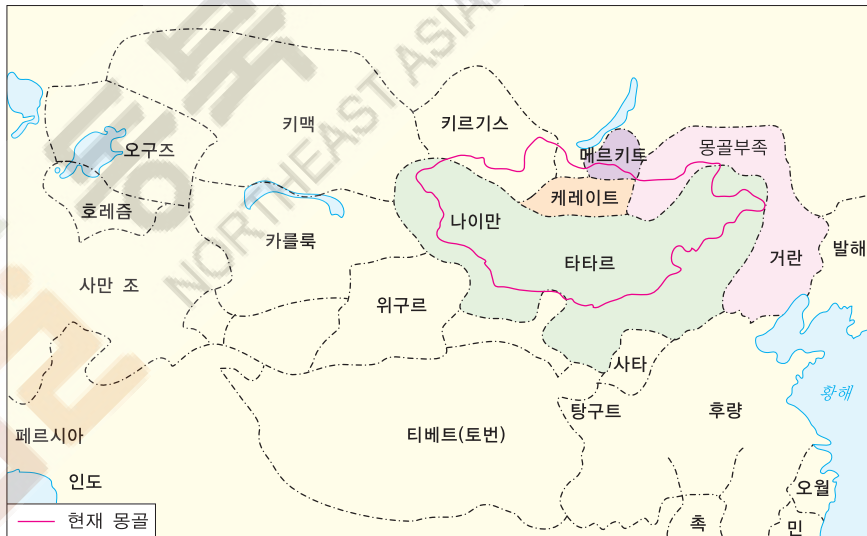 동북
NORTHEAST ASIAN
키맥
키르기스
오구즈
메르키트
몽골부족
호레즘
케레이트
나이만
카를룩
타타르
거란
발해
사만 조
위구르
사타
황해
탕구트
후량
티베트(토번)
페르시아
인도
오월
현재 몽골
촉
민